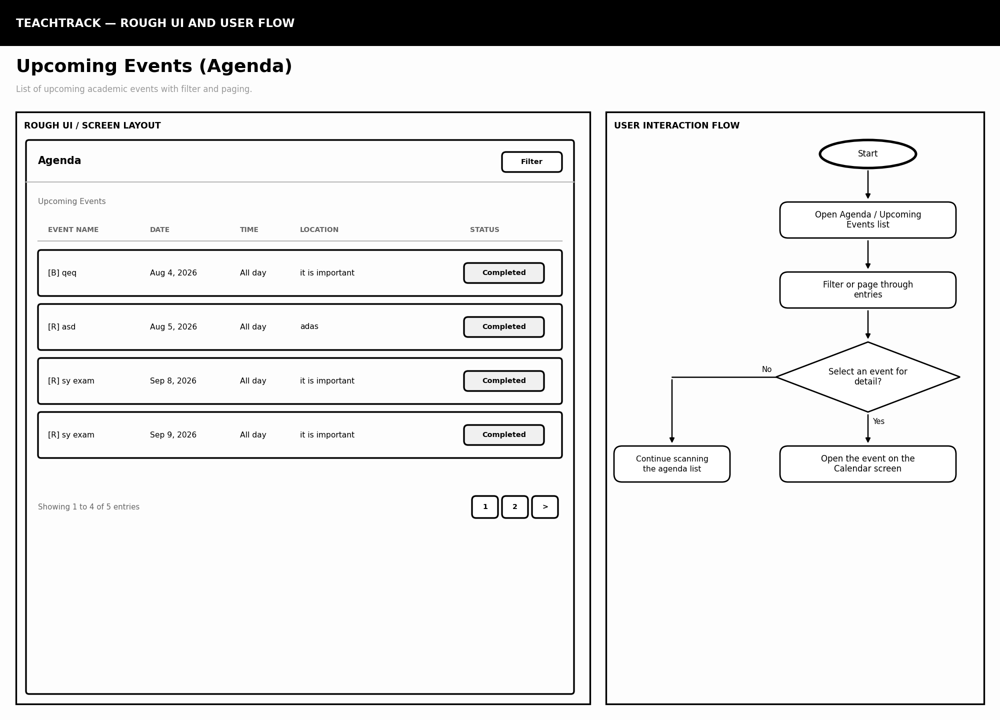 TEACHTRACK — ROUGH UI AND USER FLOW
Upcoming Events (Agenda)
List of upcoming academic events with filter and paging.
ROUGH UI / SCREEN LAYOUT
Agenda
Filter
Upcoming Events
EVENT NAME DATE TIME LOCATION STATUS
[B] qeq Aug 4, 2026 All day it is important Completed
[R] asd Aug 5, 2026 All day adas Completed
[R] sy exam Sep 8, 2026 All day it is important Completed
[R] sy exam Sep 9, 2026 All day it is important Completed
Showing 1 to 4 of 5 entries
1 2 >
USER INTERACTION FLOW
Start
Open Agenda / Upcoming
Events list
Filter or page through
entries
Select an event for
detail?
No
Yes
Continue scanning
the agenda list
Open the event on the
Calendar screen